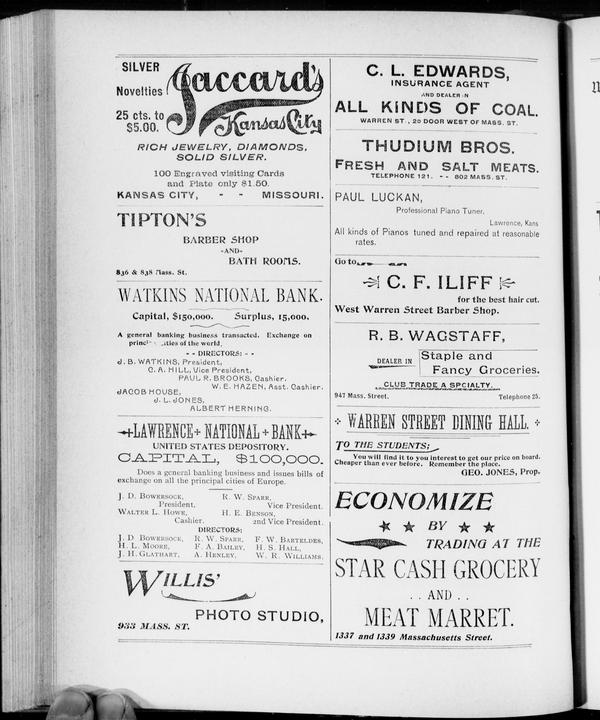 SILVER
Novelties
25 cts. to
$5.00.
Jaccard's
Kansas City
RICH JEWELRY, DIAMONDS,
SOLID SILVER.
100 Engraved visiting Cards
and Plate only $1.50.
KANSAS CITY, - - MISSOURI.
TIPTON'S
BARBER SHOP
-AND-
BATH ROOMS.
836 & 838 Mass. St.
WATKINS NATIONAL BANK.
Capital, $150,000. Surplus, 15,000.
A general banking business transacted. Exchange on
cities of the world.
- - DIRECTORS: - -
J. B. WATKINS, President,
C. A. HILL, Vice President,
PAUL R. BROOKS, Cashier.
W. E. HAZEN, Asst. Cashier.
JACOB HOUSE,
J. L. JONES,
ALBERT HERNING.
LAWRENCE NATIONAL BANK
UNITED STATES DEPOSITORY.
CAPITAL, $100,000.
Does a general banking business and issues bills of
exchange on all the principal cities of Europe.
J. D. BOWERSOCK, R. W. SPARR,
President, Vice President.
WALTER L. HOWE, H. E. BENSON,
Cashier. 2nd Vice President.
DIRECTORS:
J. D. BOWERSOCK, R. W. SPARR, F. W. BARTELDES,
H. L. MOORE, F. A. BAILEY, H. S. HALL,
J. H. GLATHART, A. HENLEY, W. R. WILLIAMS,
WILLIS'
PHOTO STUDIO,
933 MASS. ST.
C. L. EDWARDS,
INSURANCE AGENT
AND DEALER IN
ALL KINDS OF COAL.
WARREN ST., 2D DOOR WEST OF MASS. ST.
THUDIUM BROS.
FRESH AND SALT MEATS.
TELEPHONE 121. - - 802 MASS. ST.
PAUL LUCKAN,
Professional Piano Tuner,
Lawrence, Kans
All kinds of Pianos tuned and repaired at reasonable
rates.
Go to
C. F. ILIFF
for the best hair cut.
West Warren Street Barber Shop.
R. B. WAGSTAFF,
DEALER IN Staple and
Fancy Groceries.
CLUB TRADE A SPCIALTY.
947 Mass. Street. Telephone 25.
WARREN STREET DINING HALL.
TO THE STUDENTS;
You will find it to you interest to get our price on board.
Cheaper than ever before. Remember the place.
GEO. JONES, Prop.
ECONOMIZE
BY
TRADING AT THE
STAR CASH GROCERY
. . AND . .
MEAT MARRET.
1337 and 1339 Massachusetts Street.